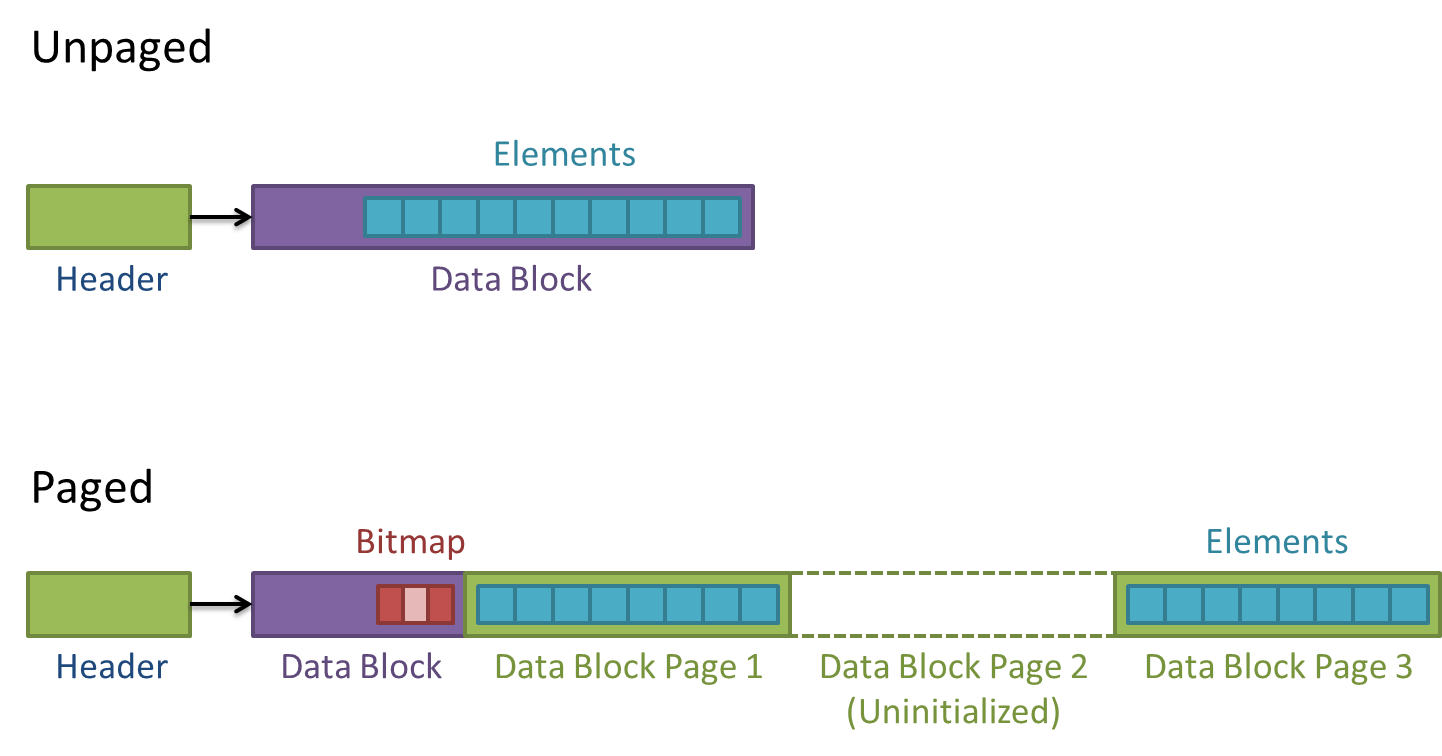 Unpaged
Elements
Header
Data Block
Paged
Bitmap
Elements
Header
Data Block
Data Block Page 1
Data Block Page 2
(Uninitialized)
Data Block Page 3